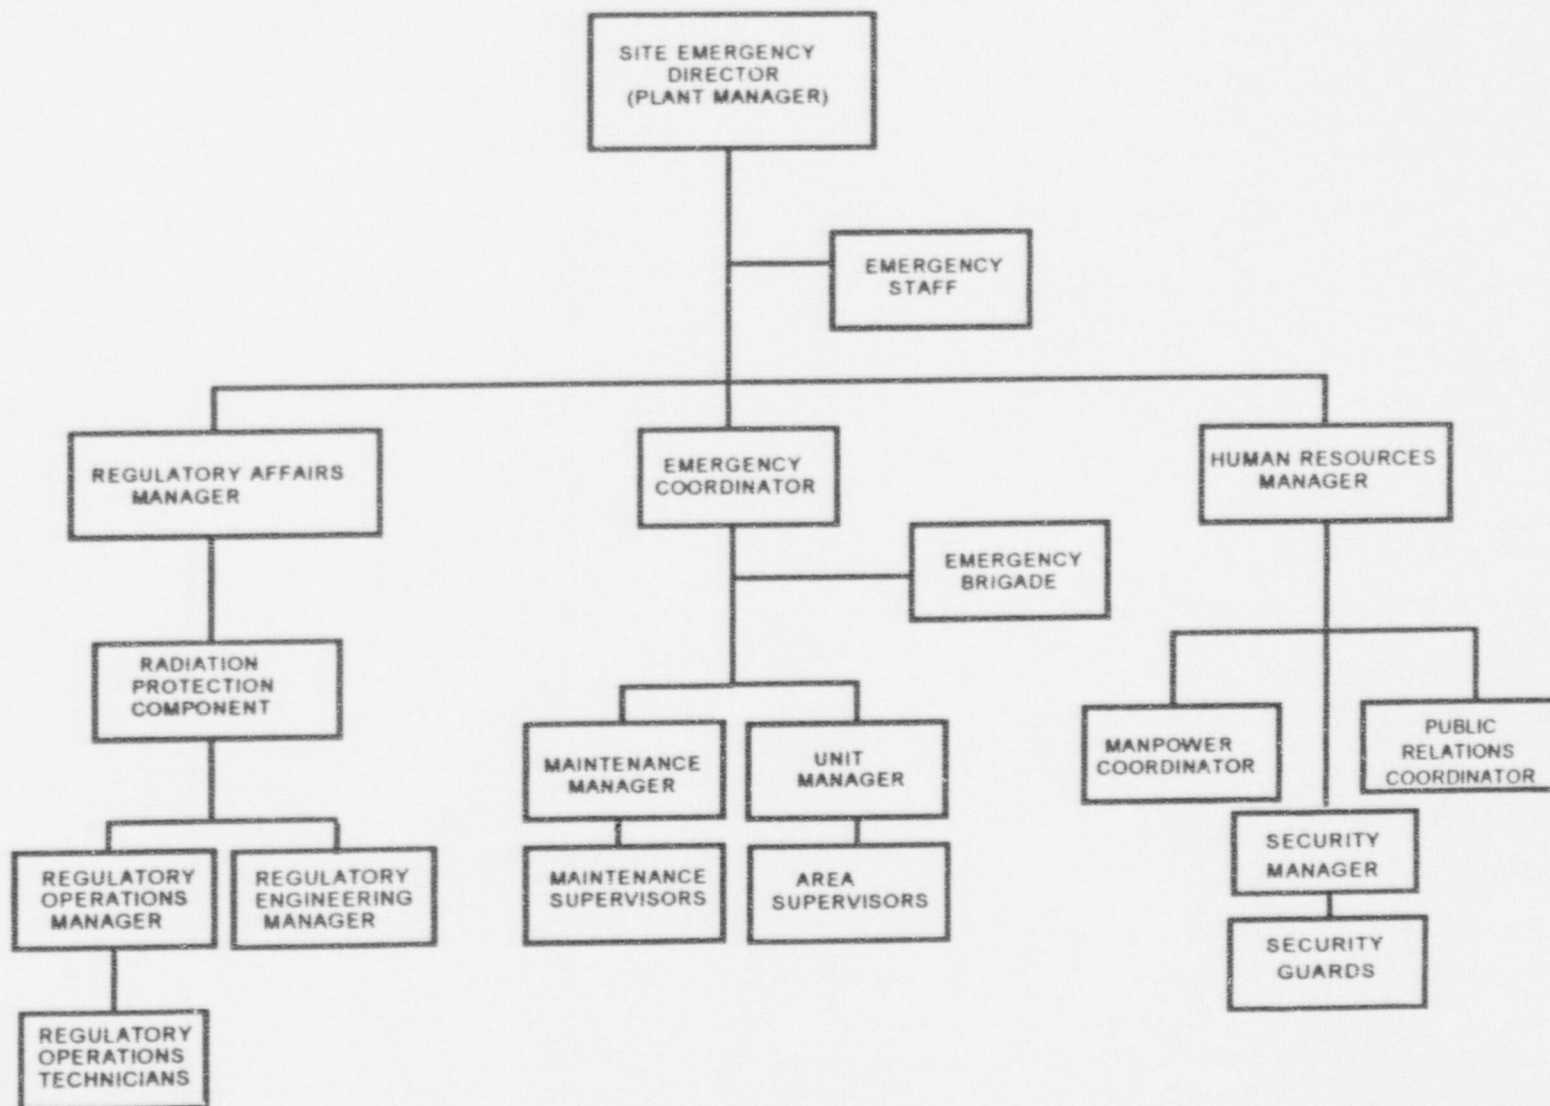 SITE EMERGENCY
DIRECTOR
(PLANT MANAGER)
EMERGENCY
STAFF
REGULATORY AFFAIRS
MANAGER
EMERGENCY
COORDINATOR
HUMAN RESOURCES
MANAGER
EMERGENCY
BRIGADE
RADIATION
PROTECTION
COMPONENT
MAINTENANCE
MANAGER
UNIT
MANAGER
MANPOWER
COORDINATOR
PUBLIC
RELATIONS
COORDINATOR
REGULATORY
OPERATIONS
MANAGER
REGULATORY
ENGINEERING
MANAGER
MAINTENANCE
SUPERVISORS
AREA
SUPERVISORS
SECURITY
MANAGER
SECURITY
GUARDS
REGULATORY
OPERATIONS
TECHNICIANS